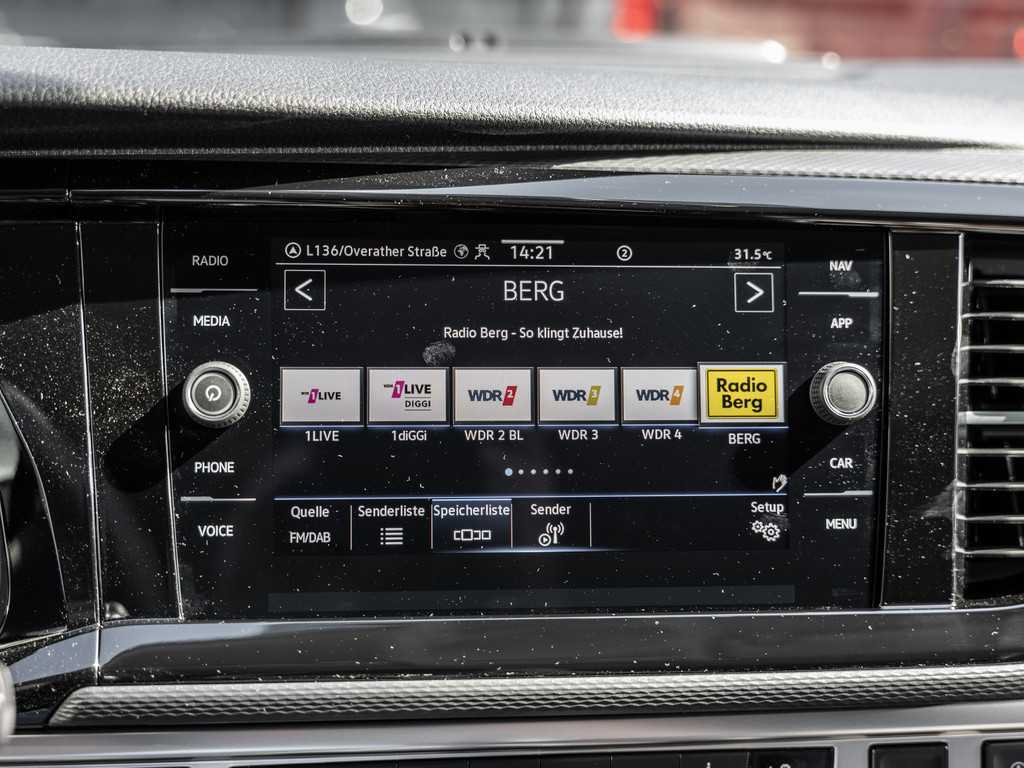 RADIO
MEDIA
PHONE
VOICE
L136/Overather Straße
14:21
2
31.5°C
BERG
Radio Berg - So klingt Zuhause!
WDR 1LIVE
WDR 1LIVE DIGGI
WDR 2
WDR 3
WDR 4
Radio Berg
1LIVE
1diGGi
WDR 2 BL
WDR 3
WDR 4
BERG
Quelle
FM/DAB
Senderliste
Speicherliste
Sender
Setup
NAV
APP
CAR
MENU